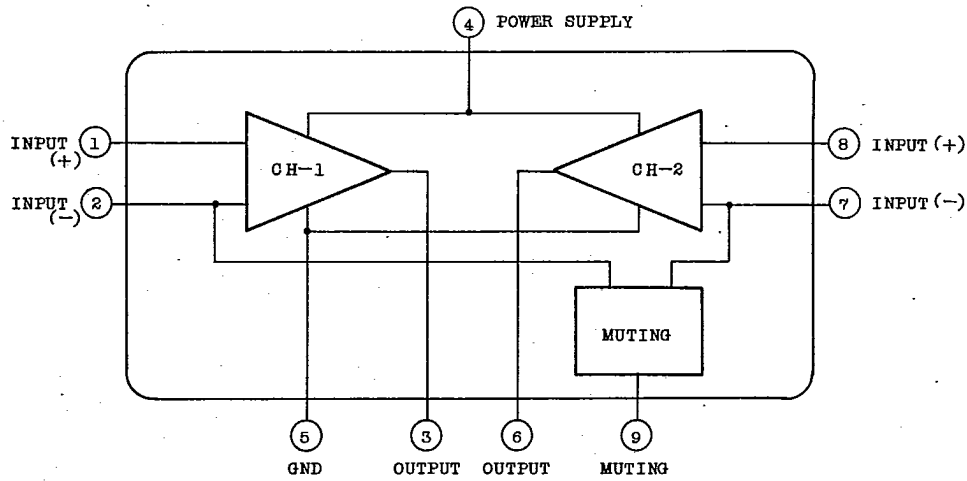 4 POWER SUPPLY
INPUT (+) 1
CH-1
CH-2
8 INPUT (+)
INPUT (-) 2
7 INPUT (-)
MUTING
5
3
6
9
GND
OUTPUT
OUTPUT
MUTING